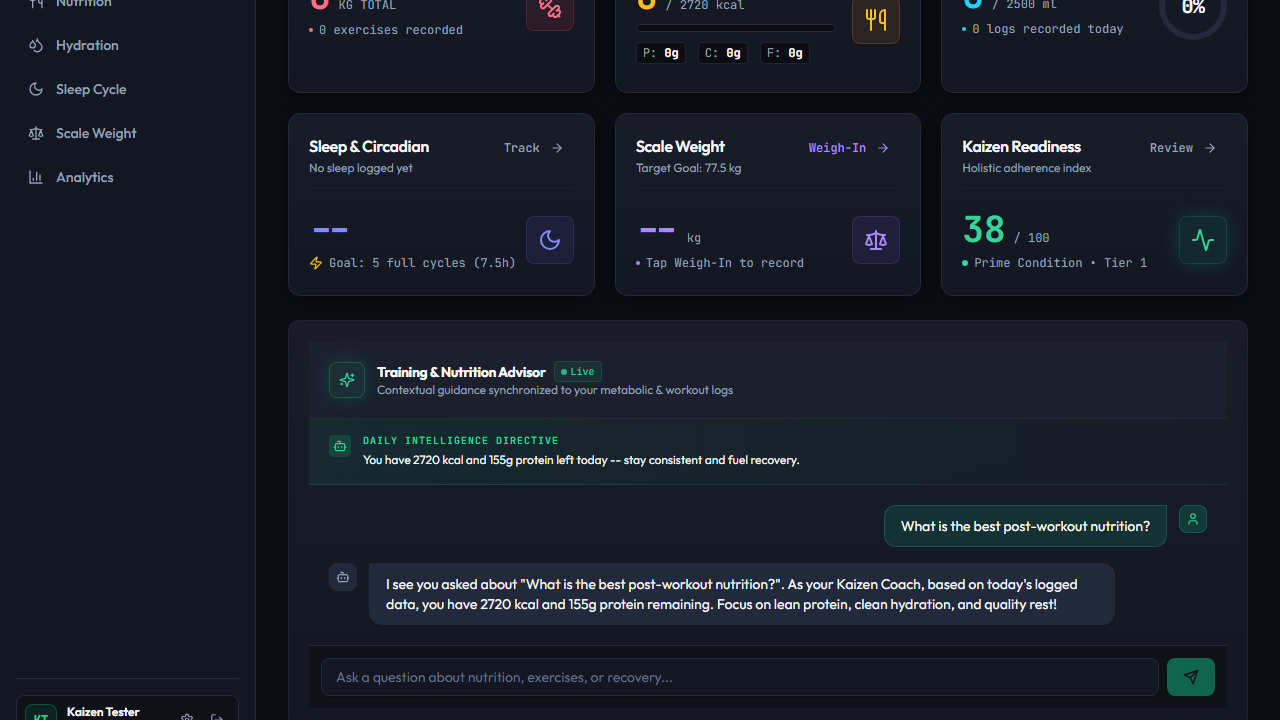 Nutrition
Hydration
Sleep Cycle
Scale Weight
Analytics
KT
Kaizen Tester
0 KG TOTAL
• 0 exercises recorded
0 / 2720 kcal
P: 0g
C: 0g
F: 0g
0 / 2500 ml
• 0 logs recorded today
0%
Sleep & Circadian
Track →
No sleep logged yet
--
Goal: 5 full cycles (7.5h)
Scale Weight
Weigh-In →
Target Goal: 77.5 kg
-- kg
• Tap Weigh-In to record
Kaizen Readiness
Review →
Holistic adherence index
38 / 100
• Prime Condition • Tier 1
Training & Nutrition Advisor
• Live
Contextual guidance synchronized to your metabolic & workout logs
DAILY INTELLIGENCE DIRECTIVE
You have 2720 kcal and 155g protein left today -- stay consistent and fuel recovery.
What is the best post-workout nutrition?
I see you asked about "What is the best post-workout nutrition?". As your Kaizen Coach, based on today's logged
data, you have 2720 kcal and 155g protein remaining. Focus on lean protein, clean hydration, and quality rest!
Ask a question about nutrition, exercises, or recovery...